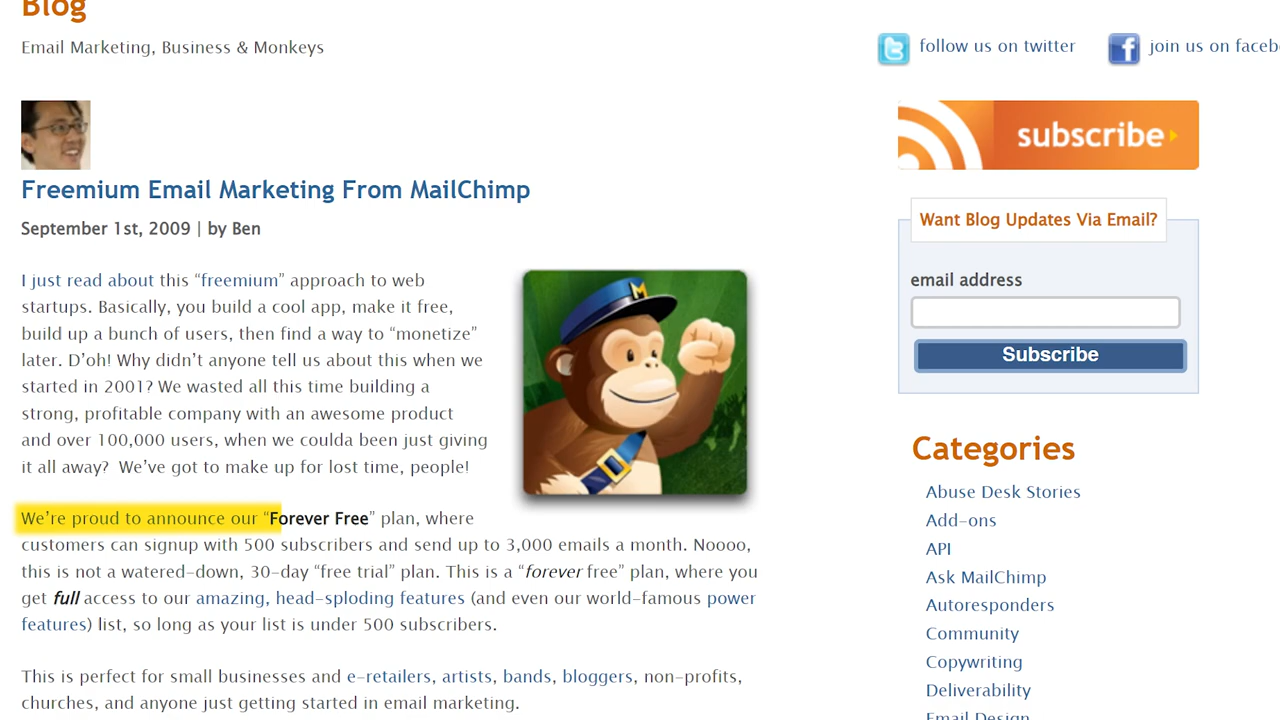 Blog
Email Marketing, Business & Monkeys
follow us on twitter
join us on faceb
subscribe
Freemium Email Marketing From MailChimp
September 1st, 2009 | by Ben
Want Blog Updates Via Email?
email address
Subscribe
I just read about this “freemium” approach to web
startups. Basically, you build a cool app, make it free,
build up a bunch of users, then find a way to “monetize”
later. D’oh! Why didn’t anyone tell us about this when we
started in 2001? We wasted all this time building a
strong, profitable company with an awesome product
and over 100,000 users, when we coulda been just giving
it all away? We’ve got to make up for lost time, people!
We’re proud to announce our “Forever Free” plan, where
customers can signup with 500 subscribers and send up to 3,000 emails a month. Noooo,
this is not a watered-down, 30-day “free trial” plan. This is a “forever free” plan, where you
get full access to our amazing, head-sploding features (and even our world-famous power
features) list, so long as your list is under 500 subscribers.
This is perfect for small businesses and e-retailers, artists, bands, bloggers, non-profits,
churches, and anyone just getting started in email marketing.
Categories
Abuse Desk Stories
Add-ons
API
Ask MailChimp
Autoresponders
Community
Copywriting
Deliverability
Email Design